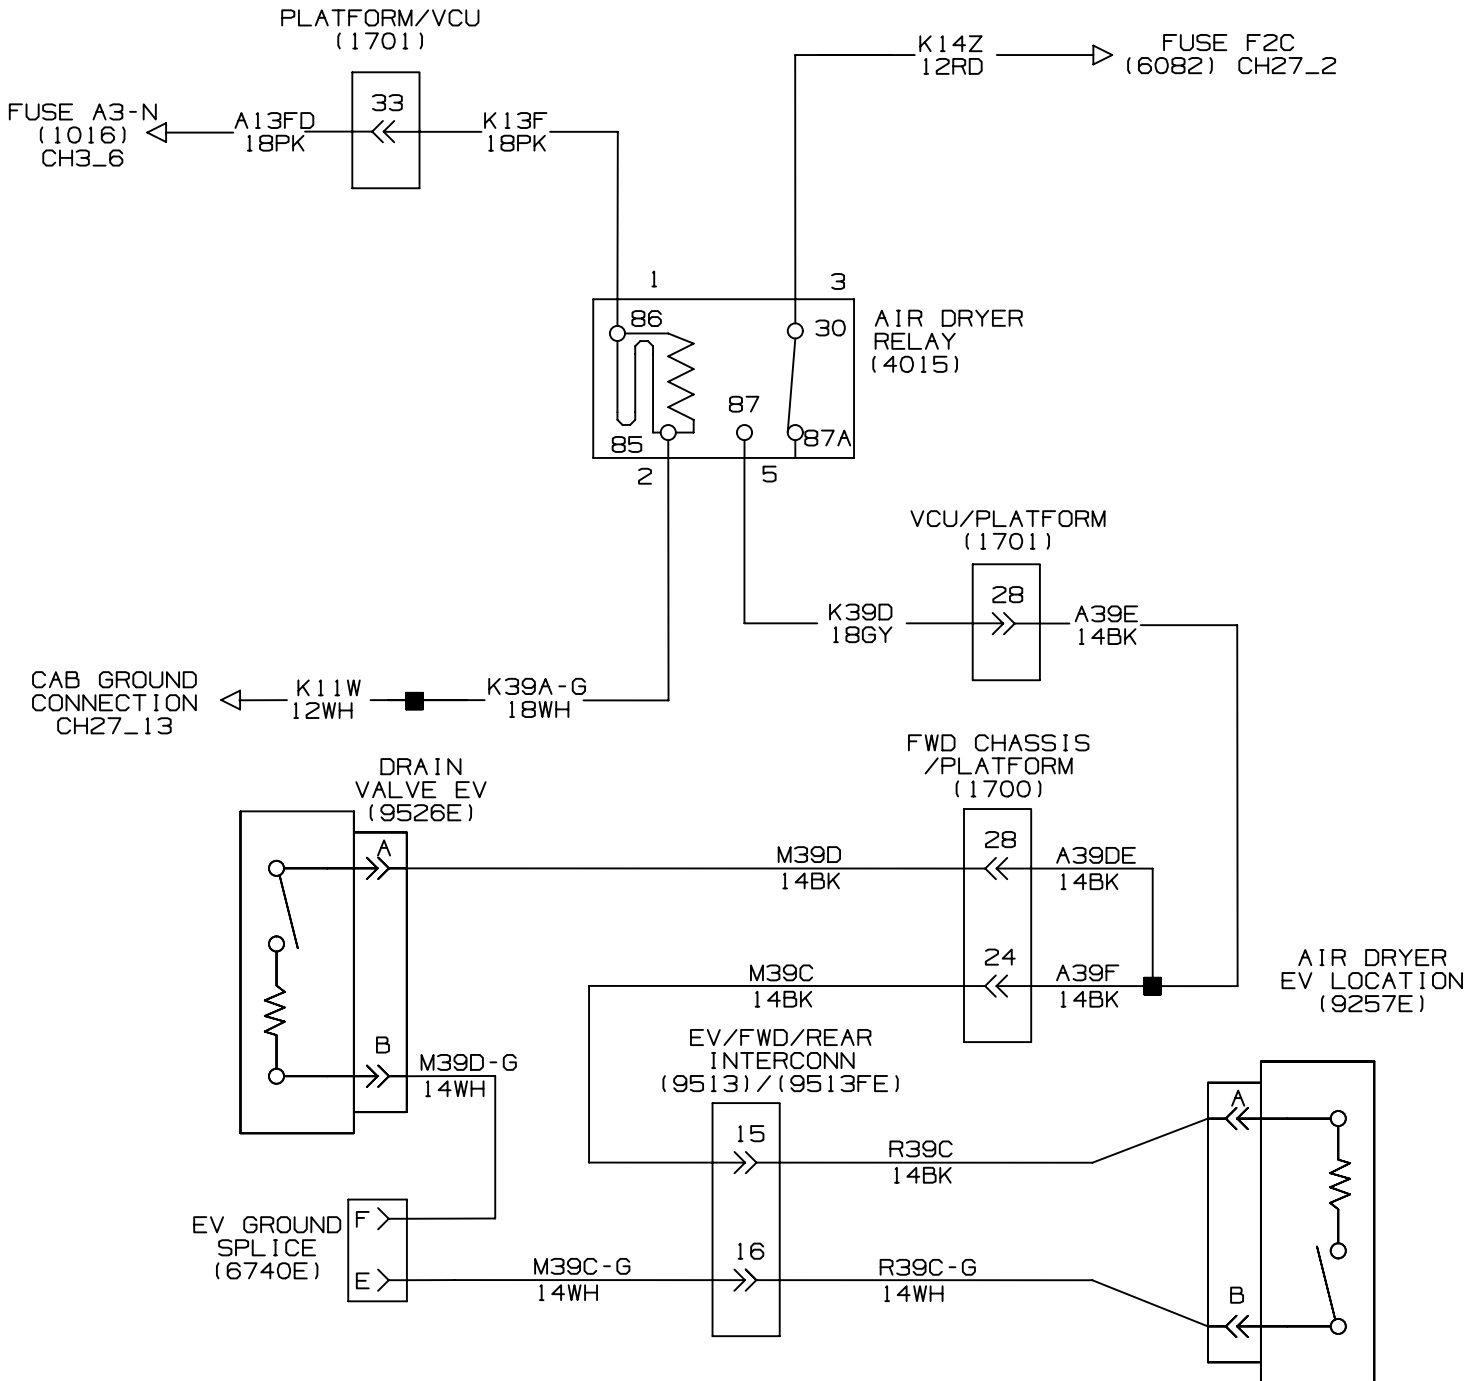 PLATFORM/VCU
(1701)
33
FUSE A3-N
(1016)
CH3_6
A13FD
18PK
K13F
18PK
K14Z
12RD
FUSE F2C
(6082) CH27_2
1
3
86
30
85
87
87A
2
5
AIR DRYER
RELAY
(4015)
VCU/PLATFORM
(1701)
28
K39D
18GY
A39E
14BK
CAB GROUND
CONNECTION
CH27_13
K11W
12WH
K39A-G
18WH
DRAIN
VALVE EV
(9526E)
A
B
M39D-G
14WH
FWD CHASSIS
/PLATFORM
(1700)
28
24
M39D
14BK
A39DE
14BK
M39C
14BK
A39F
14BK
AIR DRYER
EV LOCATION
(9257E)
EV/FWD/REAR
INTERCONN
(9513)/(9513FE)
15
16
R39C
14BK
A
B
EV GROUND
SPLICE
(6740E)
F
E
M39C-G
14WH
R39C-G
14WH